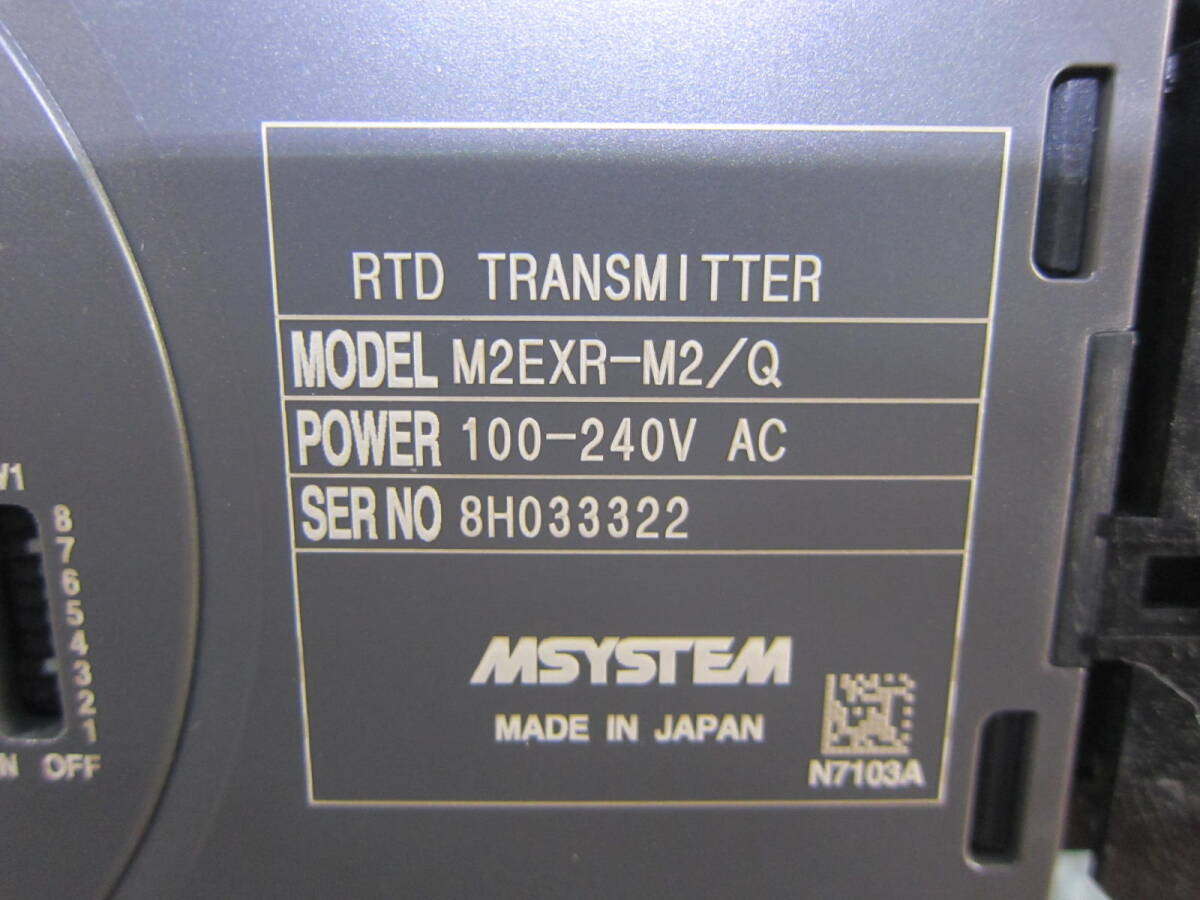 RTD TRANSMITTER
MODEL M2EXR-M2/Q
POWER 100-240V AC
SER NO 8H033322
MSYSTEM
MADE IN JAPAN
N7103A
8
7
6
5
4
3
2
1
OFF